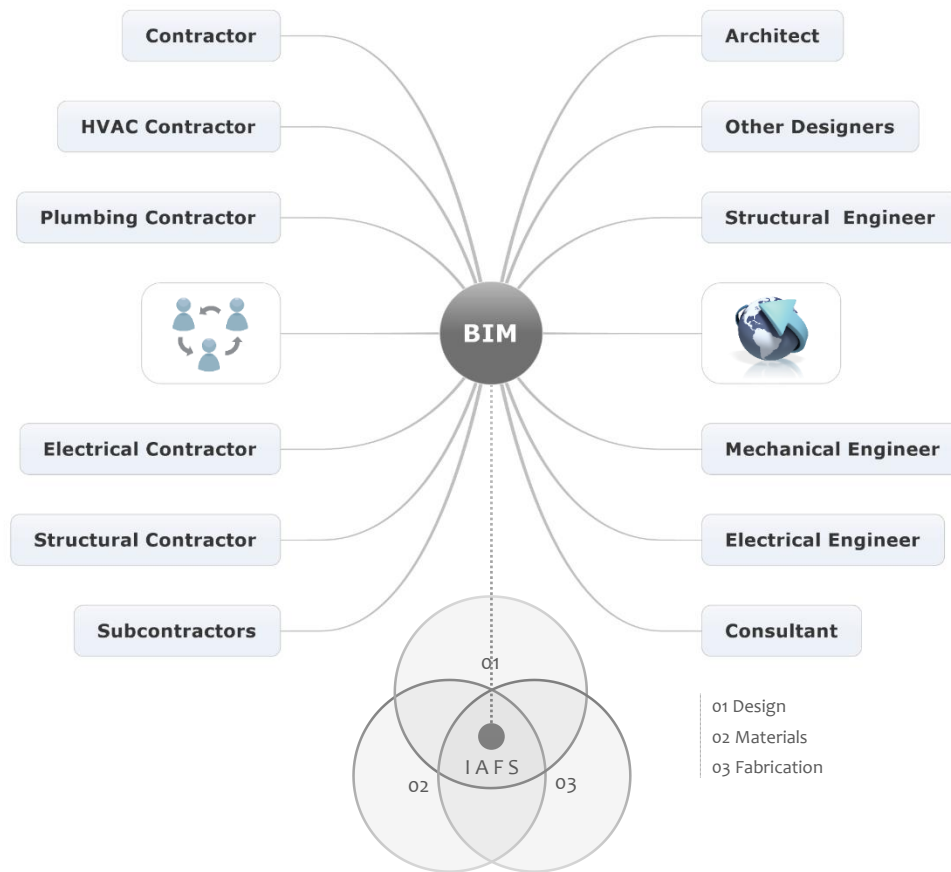 Contractor
Architect
HVAC Contractor
Other Designers
Plumbing Contractor
Structural Engineer
BIM
Electrical Contractor
Mechanical Engineer
Structural Contractor
Electrical Engineer
Subcontractors
Consultant
01
IAFS
02
03
01 Design
02 Materials
03 Fabrication